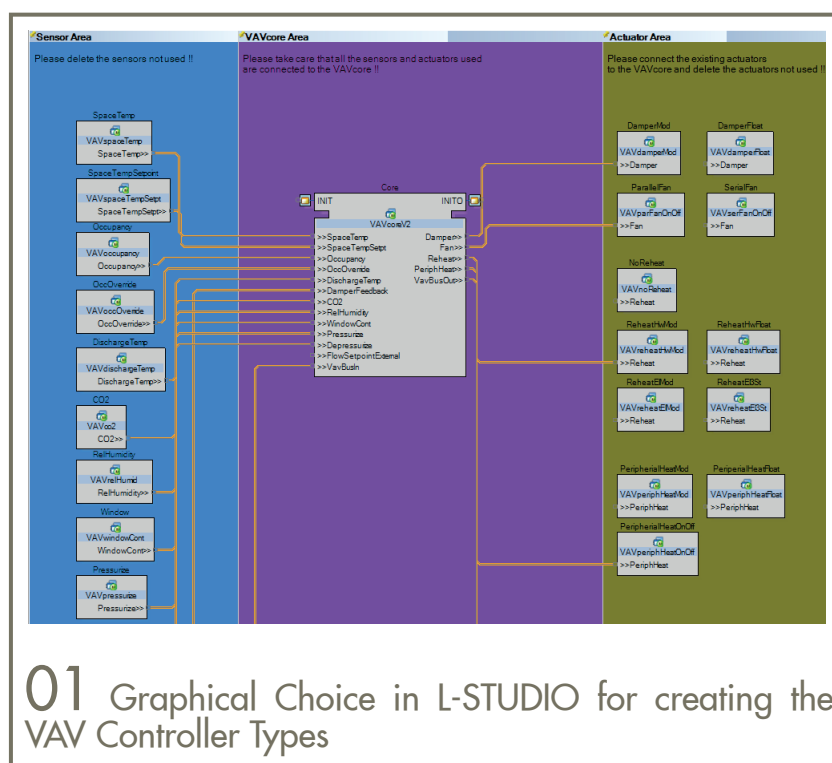 Sensor Area
VAVcore Area
Actuator Area
Please delete the sensors not used !!
Please take care that all the sensors and actuators used
are connected to the VAVcore !!
Please connect the existing actuators
to the VAVcore and delete the actuators not used !!
SpaceTemp
VAVspaceTemp
SpaceTemp>>
SpaceTempSetpoint
VAVspaceTempSetpt
SpaceTempSetpt>>
Occupancy
VAVoccupancy
Occupancy>>
OccOverride
VAVoccOverride
OccOverride>>
DischargeTemp
VAVdischargeTemp
DischargeTemp>>
CO2
VAVco2
CO2>>
RelHumidity
VAVrelHumid
RelHumidity>>
Window
VAVwindowCont
WindowCont>>
Pressurize
VAVpressurize
Pressurize>>
Core
INIT INITO
VAVcoreV2
>>SpaceTemp Damper>>
>>SpaceTempSetpt Fan>>
>>Occupancy Reheat>>
>>OccOverride PeriphHeat>>
>>DischargeTemp VavBusOut>>
>>DamperFeedback
>>CO2
>>RelHumidity
>>WindowCont
>>Pressurize
>>Depressurize
>>FlowSetpointExternal
>>VavBusIn
DamperMod DamperFloat
VAVdamperMod VAVdamperFloat
>>Damper >>Damper
ParallelFan SerialFan
VAVparFanOnOff VAVserFanOnOff
>>Fan >>Fan
NoReheat
VAVnoReheat
>>Reheat
ReheatHwMod ReheatHwFloat
VAVreheatHwMod VAVreheatHwFloat
>>Reheat >>Reheat
ReheatElMod ReheatEl3St
VAVreheatElMod VAVreheatEl3St
>>Reheat >>Reheat
PeripherialHeatMod PeriperialHeatFloat
VAVperiphHeatMod VAVperiphHeatFloat
>>PeriphHeat >>PeriphHeat
PeripherialHeatOnOff
VAVperiphHeatOnOff
>>PeriphHeat
01 Graphical Choice in L-STUDIO for creating the
VAV Controller Types